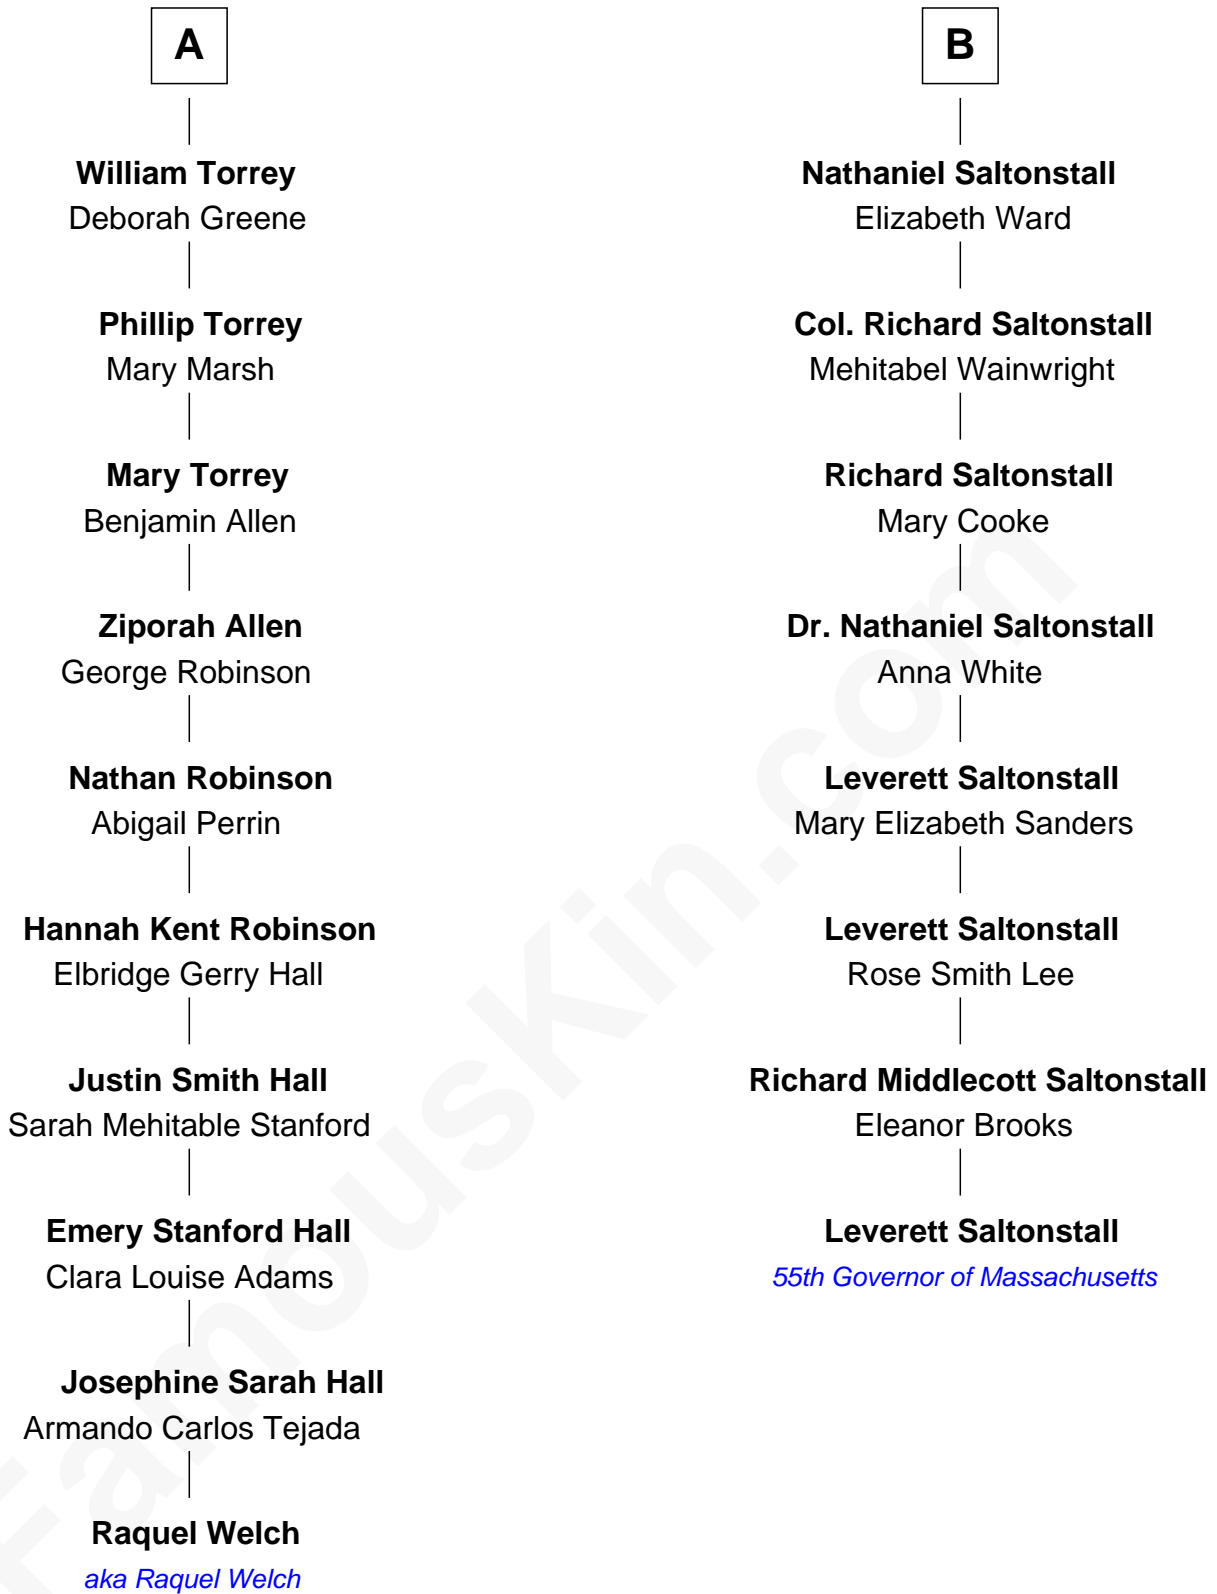 A
William Torrey
Deborah Greene
Phillip Torrey
Mary Marsh
Mary Torrey
Benjamin Allen
Ziporah Allen
George Robinson
Nathan Robinson
Abigail Perrin
Hannah Kent Robinson
Elbridge Gerry Hall
Justin Smith Hall
Sarah Mehitable Stanford
Emery Stanford Hall
Clara Louise Adams
Josephine Sarah Hall
Armando Carlos Tejada
Raquel Welch
aka Raquel Welch
B
Nathaniel Saltonstall
Elizabeth Ward
Col. Richard Saltonstall
Mehitabel Wainwright
Richard Saltonstall
Mary Cooke
Dr. Nathaniel Saltonstall
Anna White
Leverett Saltonstall
Mary Elizabeth Sanders
Leverett Saltonstall
Rose Smith Lee
Richard Middlecott Saltonstall
Eleanor Brooks
Leverett Saltonstall
55th Governor of Massachusetts
FamousKin.com